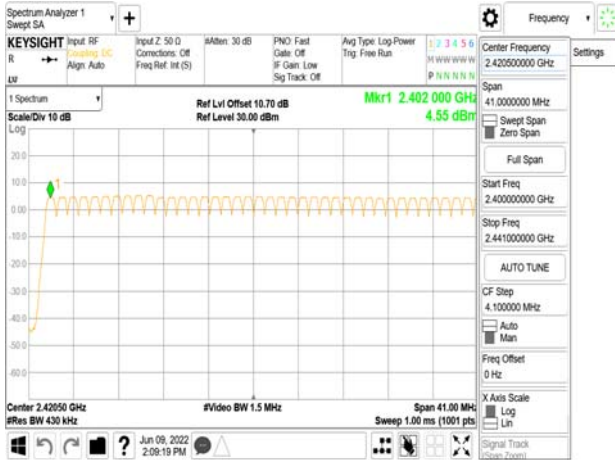 Spectrum Analyzer 1
Swept SA
Frequency
KEYSIGHT
R
Input: RF
Coupling: DC
Align: Auto
Input Z: 50 Ω
Corrections: Off
Freq Ref: Int (S)
#Atten: 30 dB
PNO: Fast
Gate: Off
IF Gain: Low
Sig Track: Off
Avg Type: Log-Power
Trig: Free Run
1 2 3 4 5 6
M W W W W W
P N N N N N
LXI
1 Spectrum
Scale/Div 10 dB
Ref Lvl Offset 10.70 dB
Ref Level 30.00 dBm
Mkr1 2.402 000 GHz
4.55 dBm
Log
20.0
10.0
0.00
-10.0
-20.0
-30.0
-40.0
-50.0
-60.0
1
Center 2.42050 GHz
#Res BW 430 kHz
#Video BW 1.5 MHz
Span 41.00 MHz
Sweep 1.00 ms (1001 pts)
Jun 09, 2022
2:09:19 PM
Center Frequency
2.420500000 GHz
Settings
Span
41.0000000 MHz
Swept Span
Zero Span
Full Span
Start Freq
2.400000000 GHz
Stop Freq
2.441000000 GHz
AUTO TUNE
CF Step
4.100000 MHz
Auto
Man
Freq Offset
0 Hz
X Axis Scale
Log
Lin
Signal Track
(Span Zoom)